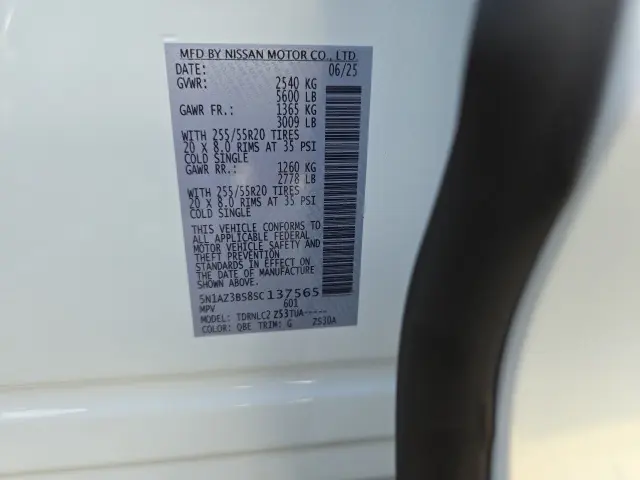 MFD BY NISSAN MOTOR CO., LTD.
DATE: 06/25
GVWR: 2540 KG
5600 LB
GAWR FR.: 1365 KG
3009 LB
WITH 255/55R20 TIRES
20 X 8.0 RIMS AT 35 PSI
COLD SINGLE
GAWR RR.: 1260 KG
2778 LB
WITH 255/55R20 TIRES
20 X 8.0 RIMS AT 35 PSI
COLD SINGLE
THIS VEHICLE CONFORMS TO
ALL APPLICABLE FEDERAL
MOTOR VEHICLE SAFETY AND
THEFT PREVENTION
STANDARDS IN EFFECT ON
THE DATE OF MANUFACTURE
SHOWN ABOVE.
5N1AZ3BS8SC137565
MPV 601
MODEL: TDRNLC2 ZS3TUA-----
COLOR: QBE TRIM: G ZSJ0A